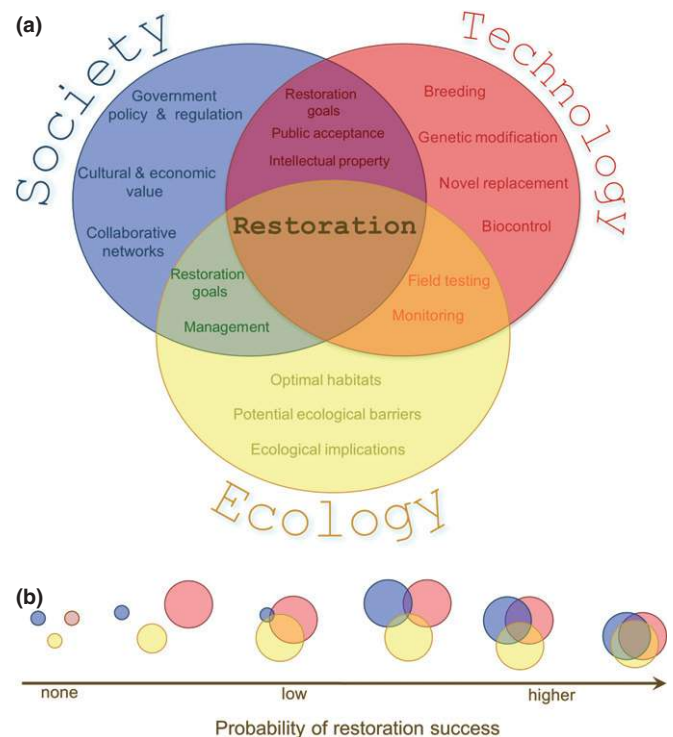 (a)
Society
Technology
Government
policy & regulation
Cultural & economic
value
Collaborative
networks
Restoration
goals
Public acceptance
Intellectual property
Breeding
Genetic modification
Novel replacement
Biocontrol
Restoration
Restoration
goals
Management
Field testing
Monitoring
Optimal habitats
Potential ecological barriers
Ecological implications
Ecology
(b)
none
low
higher
Probability of restoration success